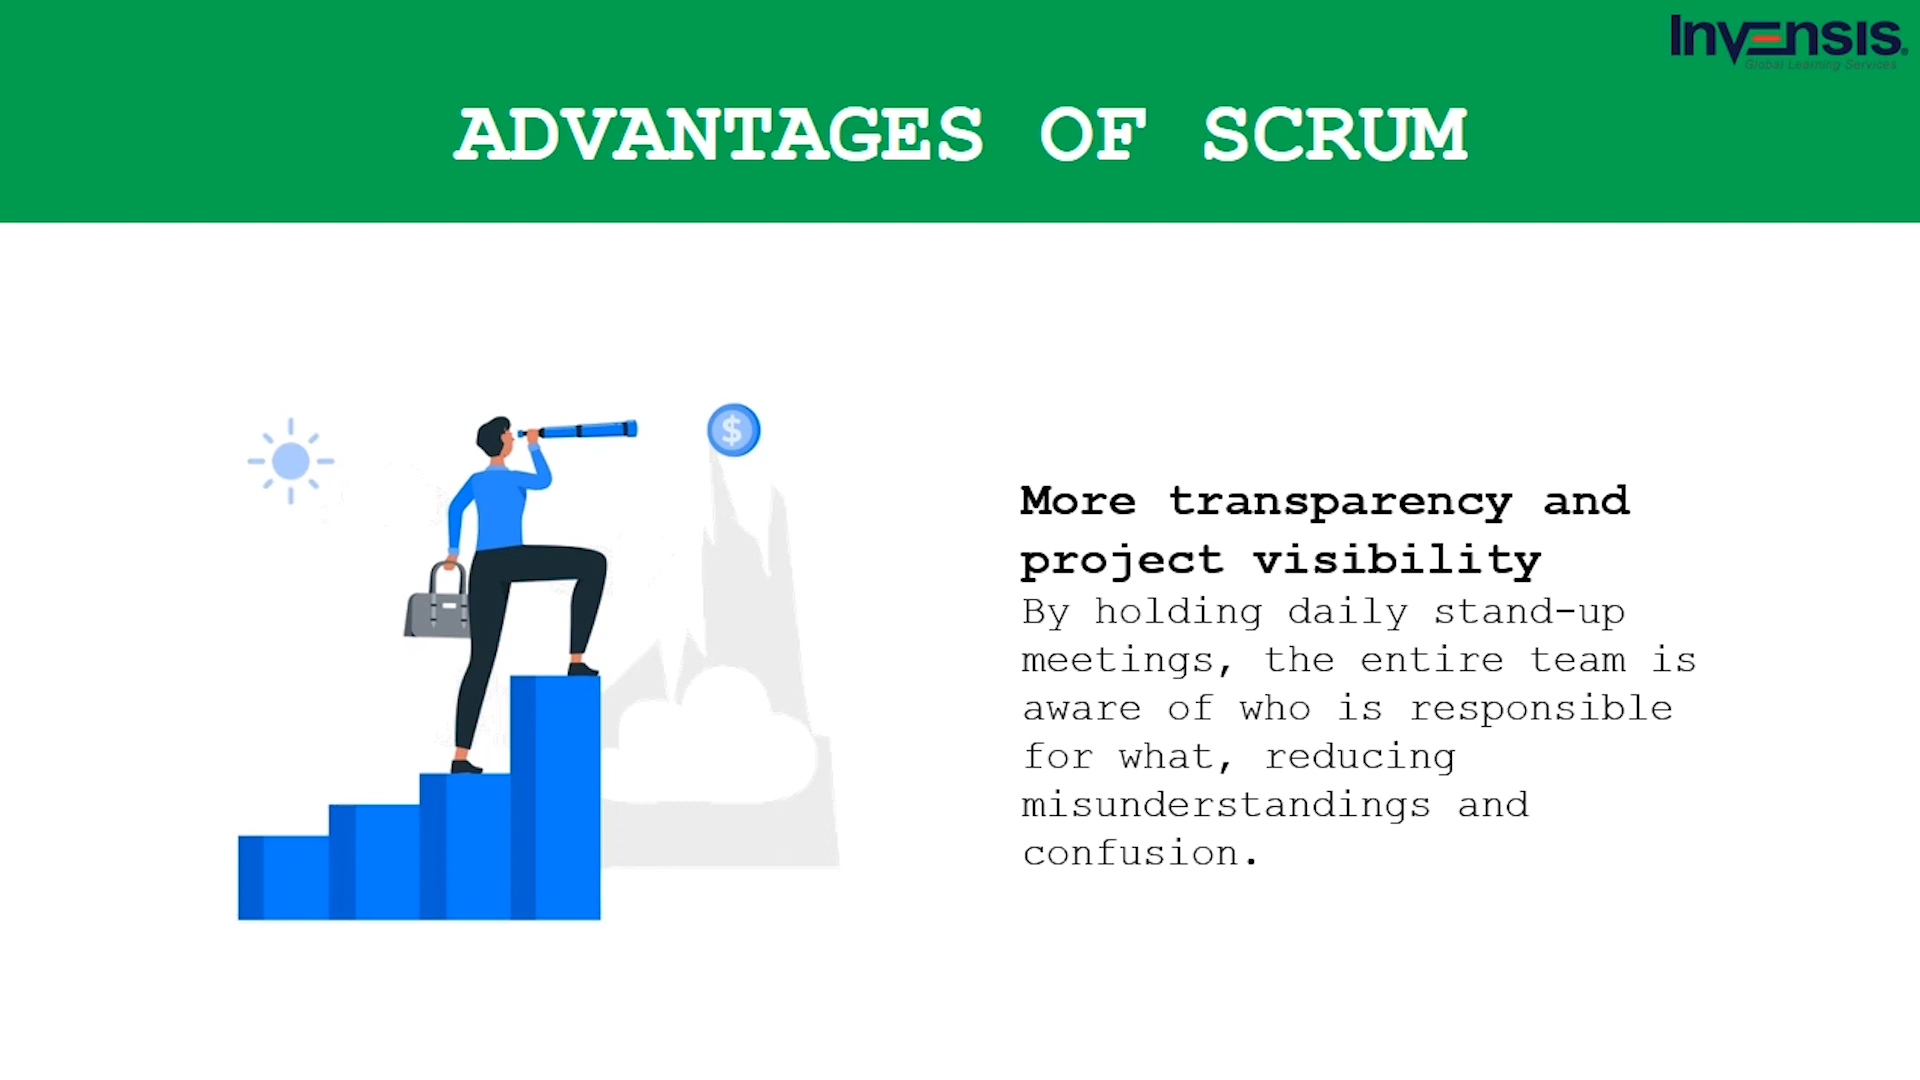 Invensis®
Global Learning Services
ADVANTAGES OF SCRUM
$
More transparency and
project visibility
By holding daily stand-up
meetings, the entire team is
aware of who is responsible
for what, reducing
misunderstandings and
confusion.